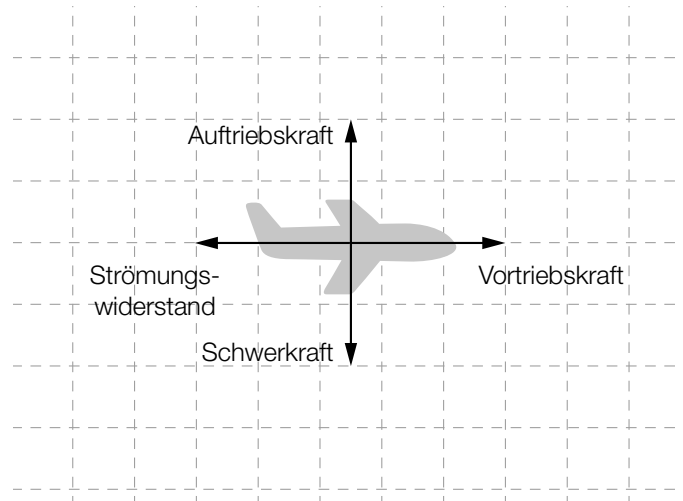 Auftriebskraft
Strömungs-
widerstand
Vortriebskraft
Schwerkraft